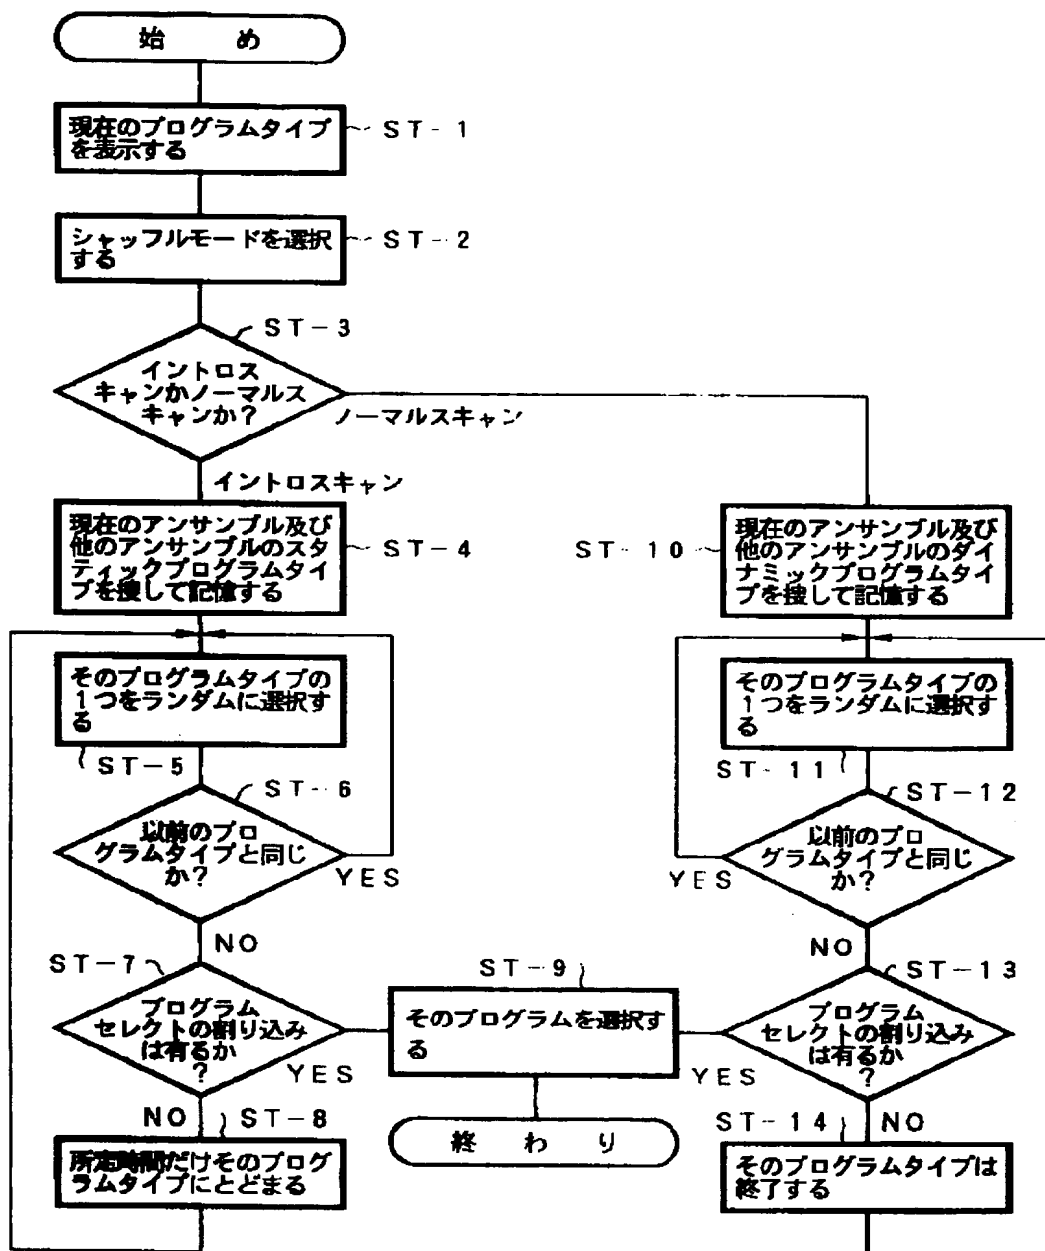 始め
現在のプログラムタイプ
を表示する
ST-1
シャッフルモードを選択
する
ST-2
ST-3
イントロス
キャンかノーマルス
キャンか？
ノーマルスキャン
イントロスキャン
現在のアンサンブル及び
他のアンサンブルのスタ
ティックプログラムタイ
プを捜して記憶する
ST-4
ST-10
現在のアンサンブル及び
他のアンサンブルのダイ
ナミックプログラムタイ
プを捜して記憶する
そのプログラムタイプの
1つをランダムに選択す
る
ST-5
そのプログラムタイプの
1つをランダムに選択す
る
ST-11
ST-6
以前のプロ
グラムタイプと同じ
か？
YES
NO
ST-12
以前のプロ
グラムタイプと同じ
か？
YES
NO
ST-7
プログラム
セレクトの割り込み
は有るか
？
YES
NO
ST-9
そのプログラムを選択す
る
終わり
ST-13
プログラム
セレクトの割り込み
は有るか
？
YES
NO
ST-8
所定時間だけそのプログ
ラムタイプにとどまる
ST-14
そのプログラムタイプは
終了する